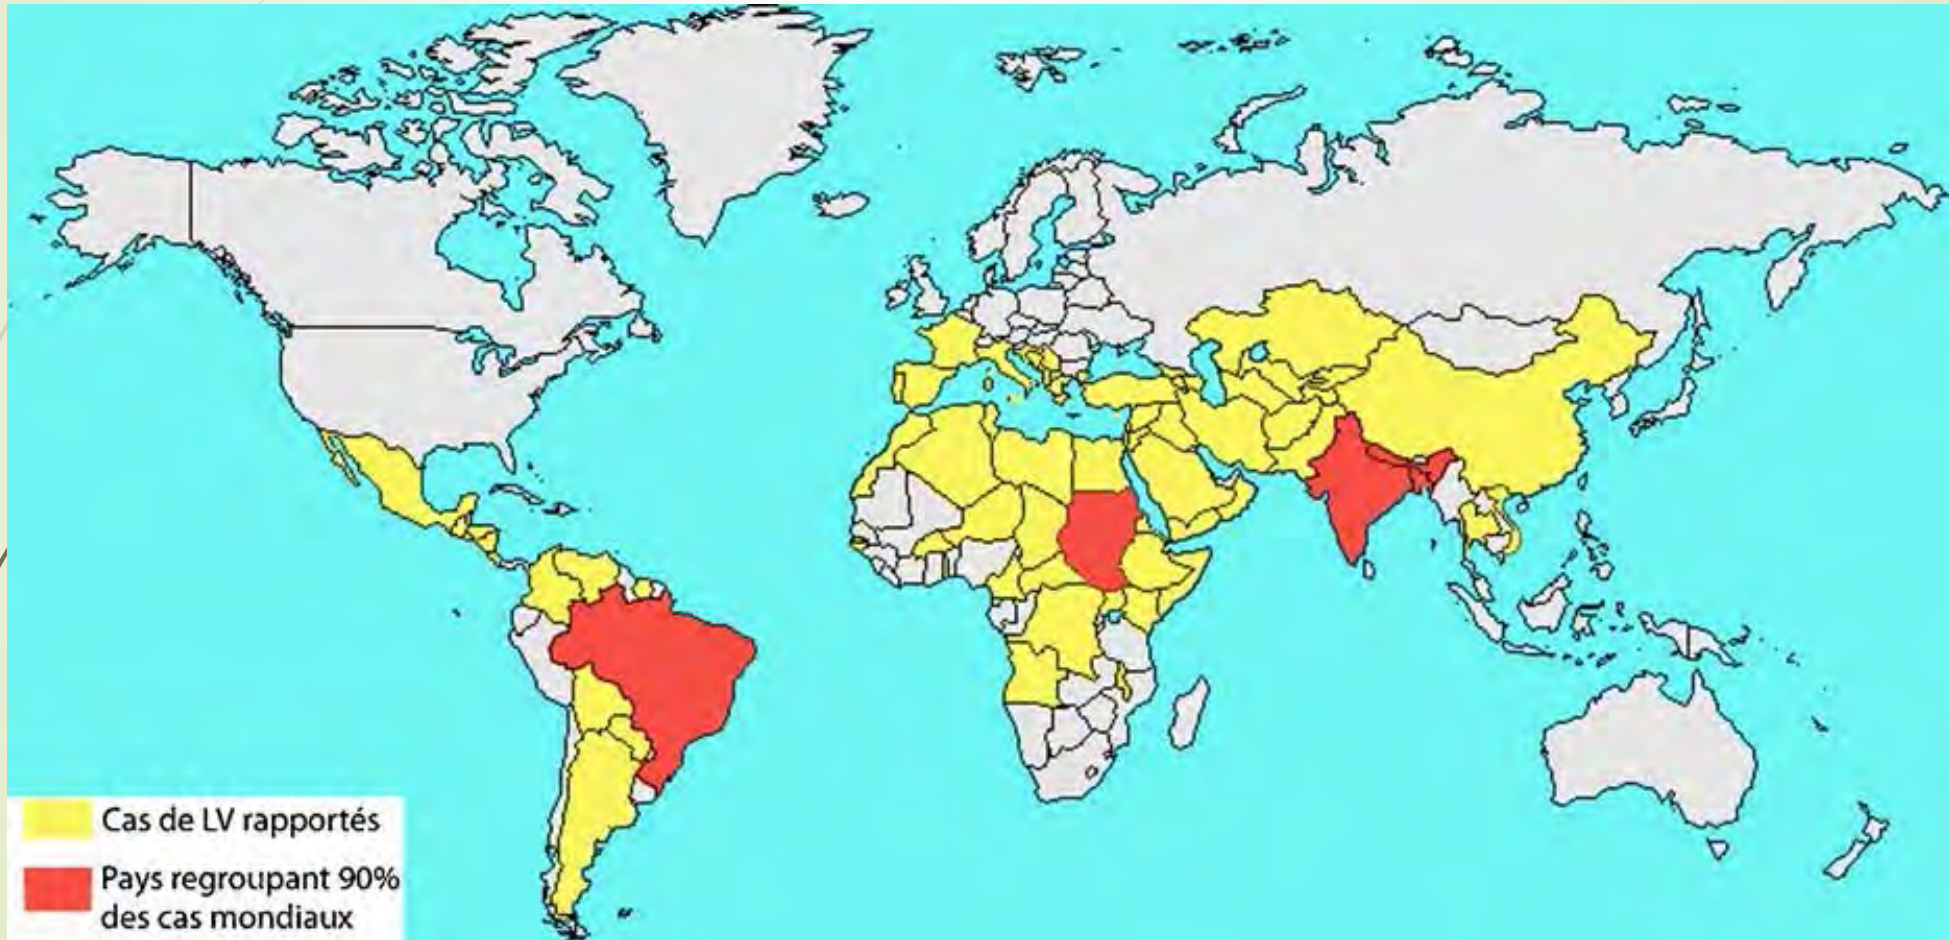 Cas de LV rapportés
Pays regroupant 90%
des cas mondiaux